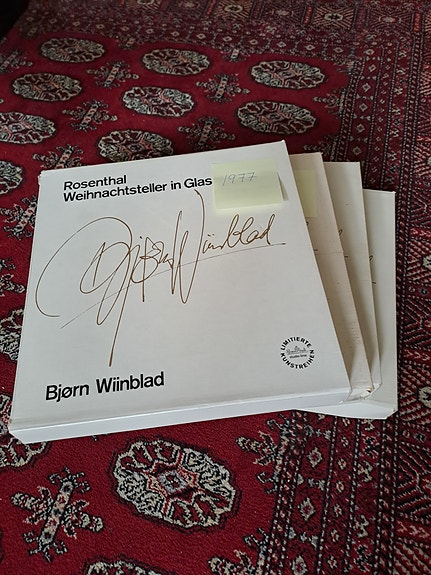 Rosenthal
Weihnachtsteller in Glas
1977
Bjørn Wiinblad
Bjørn Wiinblad
LIMITIERTE
KUNSTREIHEN